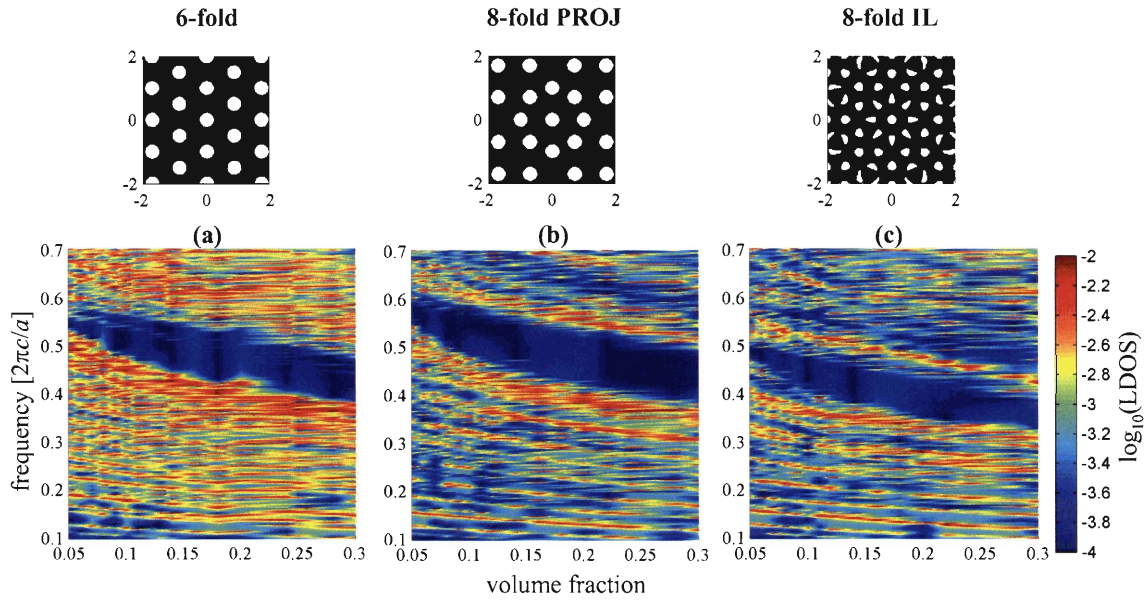 6-fold 8-fold PROJ 8-fold IL
2 2 2
0 0 0
-2 -2 -2
-2 0 2 -2 0 2 -2 0 2
(a) (b) (c)
0.7 0.7 0.7
0.6 0.6 0.6
0.5 0.5 0.5
0.4 0.4 0.4
0.3 0.3 0.3
0.2 0.2 0.2
0.1 0.1 0.1
0.05 0.1 0.15 0.2 0.25 0.3 0.05 0.1 0.15 0.2 0.25 0.3 0.05 0.1 0.15 0.2 0.25 0.3
frequency [2πc/a]
volume fraction
-2
-2.2
-2.4
-2.6
-2.8
-3
-3.2
-3.4
-3.6
-3.8
-4
log₁₀(LDOS)